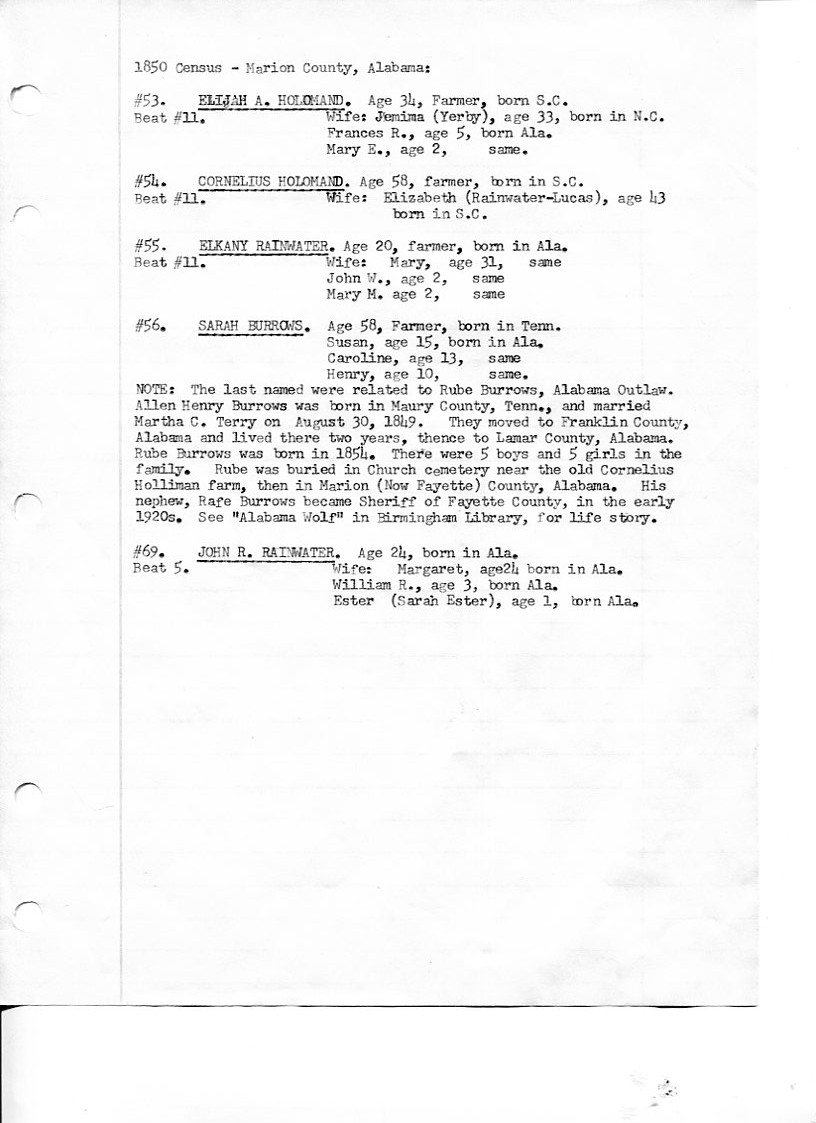 1850 Census - Marion County, Alabama:
#53. ELIJAH A. HOLOMAND. Age 34, Farmer, born S.C.
Beat #11. Wife: Jemima (Yerby), age 33, born in N.C.
Frances R., age 5, born Ala.
Mary E., age 2, same.
#54. CORNELIUS HOLOMAND. Age 58, farmer, born in S.C.
Beat #11. Wife: Elizabeth (Rainwater-Lucas), age 43
born in S.C.
#55. ELKANY RAINWATER. Age 20, farmer, born in Ala.
Beat #11. Wife: Mary, age 31, same
John W., age 2, same
Mary M. age 2, same
#56. SARAH BURROWS. Age 58, Farmer, born in Tenn.
Susan, age 15, born in Ala.
Caroline, age 13, same
Henry, age 10, same.
NOTE: The last named were related to Rube Burrows, Alabama Outlaw.
Allen Henry Burrows was born in Maury County, Tenn., and married
Martha C. Terry on August 30, 1849. They moved to Franklin County,
Alabama and lived there two years, thence to Lamar County, Alabama.
Rube Burrows was born in 1854. There were 5 boys and 5 girls in the
family. Rube was buried in Church cemetery near the old Cornelius
Holliman farm, then in Marion (Now Fayette) County, Alabama. His
nephew, Rafe Burrows became Sheriff of Fayette County, in the early
1920s. See "Alabama Wolf" in Birmingham Library, for life story.
#69. JOHN R. RAINWATER. Age 24, born in Ala.
Beat 5. Wife: Margaret, age24 born in Ala.
William R., age 3, born Ala.
Ester (Sarah Ester), age 1, born Ala.